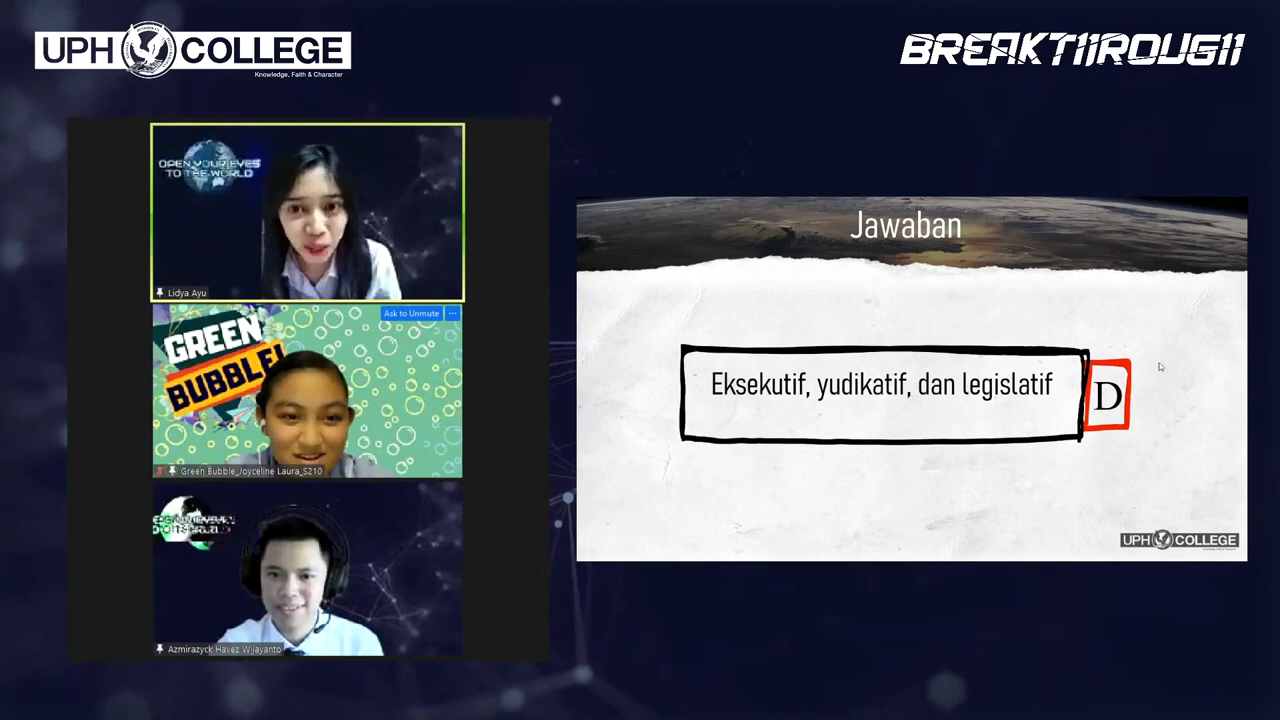 UPH COLLEGE
Knowledge, Faith & Character
BREAKT11ROUG11
OPEN YOUR EYES
TO THE WORLD
Lidya Ayu
Ask to Unmute
GREEN
BUBBLE!
Green Bubble_Joyceline Laura_S210
Azmirazyck Havez Wijayanto
Jawaban
Eksekutif, yudikatif, dan legislatif
D
UPH COLLEGE